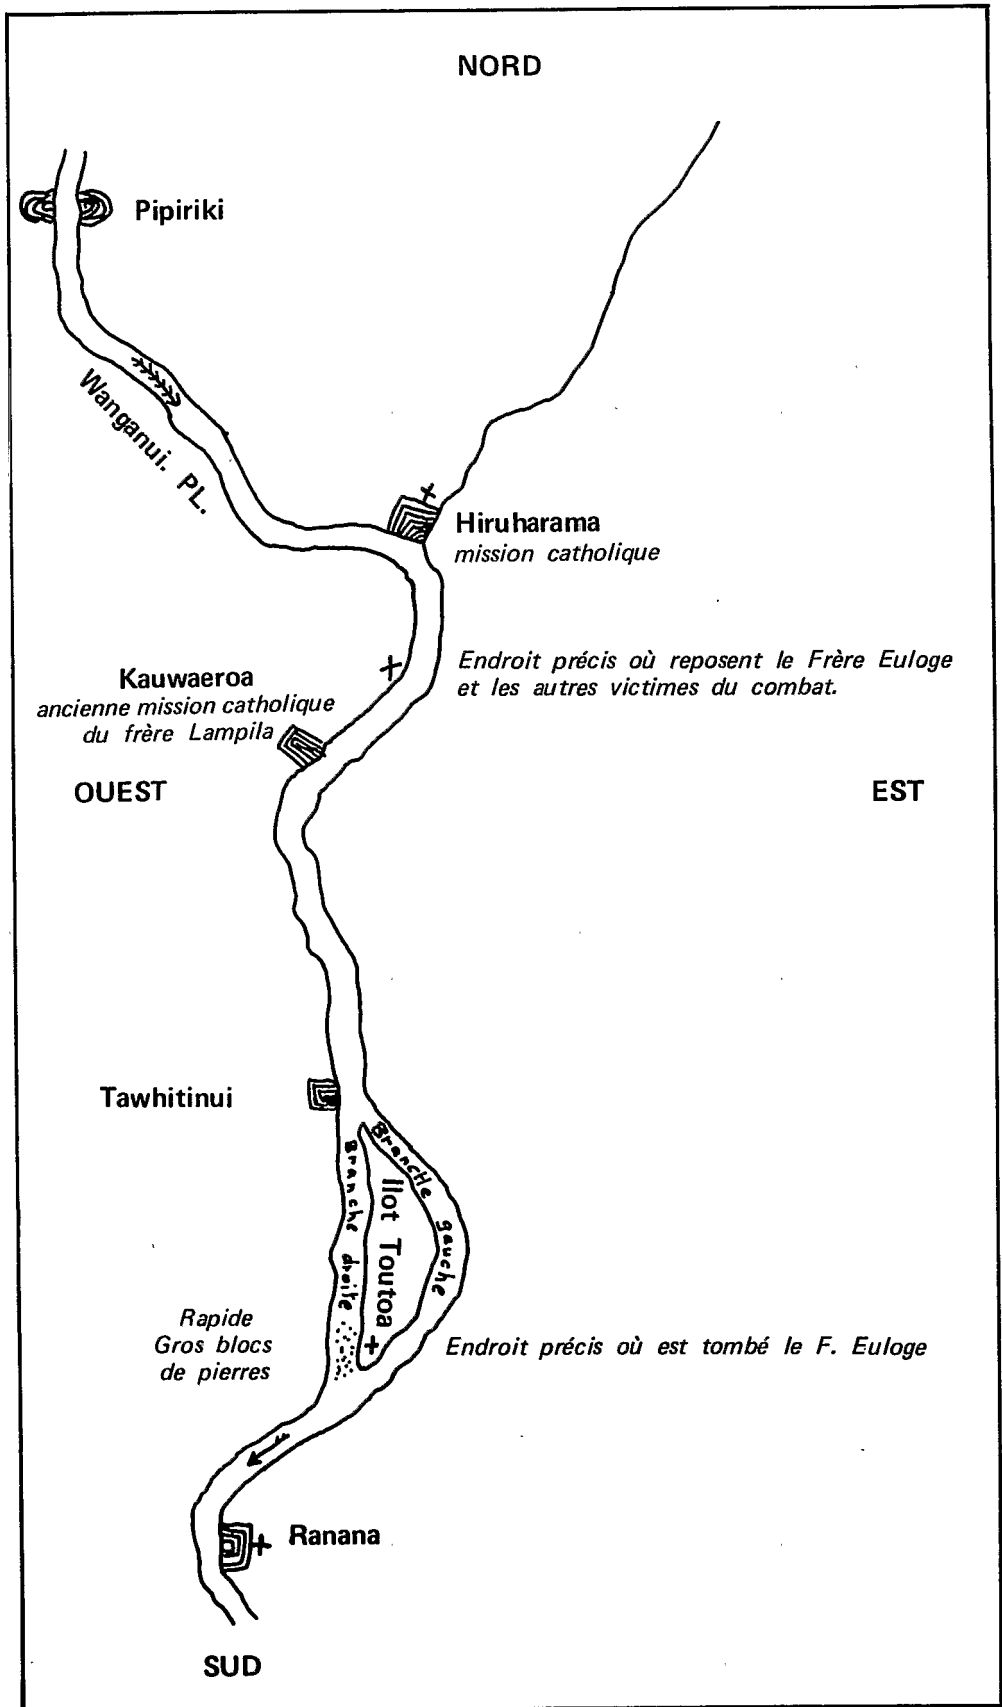 NORD
Pipiriki
Wanganui. PL.
Hiruharama
mission catholique
Endroit précis où reposent le Frère Euloge
et les autres victimes du combat.
Kauwaeroa
ancienne mission catholique
du frère Lampila
OUEST
EST
Tawhitinui
Branche gauche
Branche droite
Ilot Toutoa
Rapide
Gros blocs
de pierres
Endroit précis où est tombé le F. Euloge
Ranana
SUD